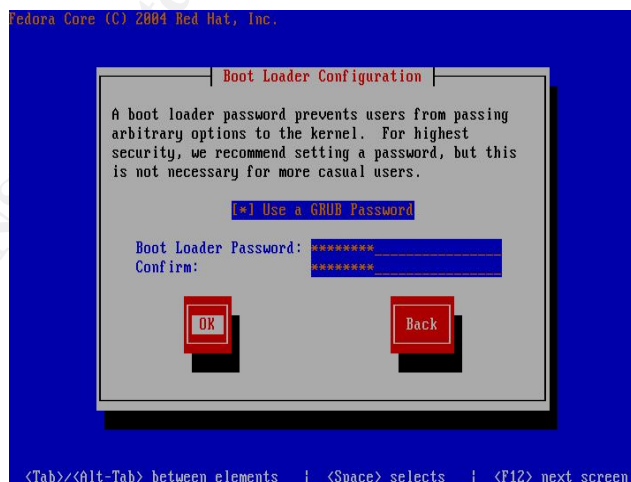 Fedora Core (C) 2004 Red Hat, Inc.
Boot Loader Configuration
A boot loader password prevents users from passing
arbitrary options to the kernel. For highest
security, we recommend setting a password, but this
is not necessary for more casual users.
[*] Use a GRUB Password
Boot Loader Password: ********
Confirm: ********
OK Back
<Tab>/<Alt-Tab> between elements | <Space> selects | <F12> next screen